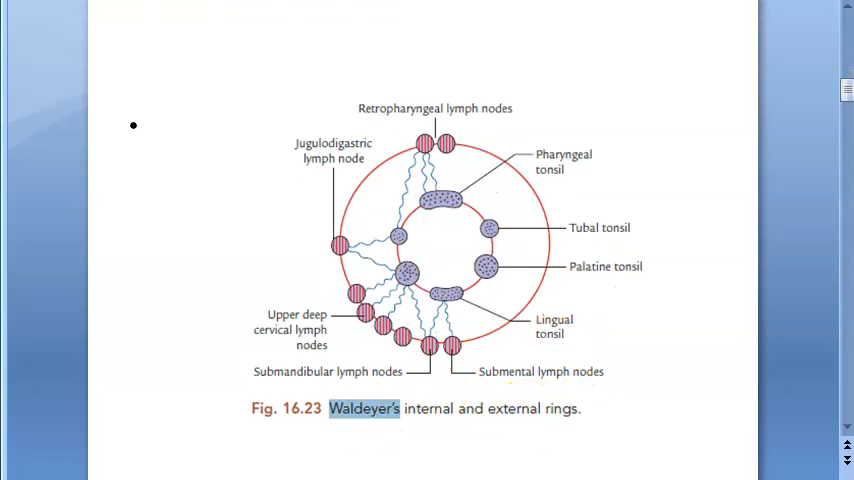 Retropharyngeal lymph nodes
Jugulodigastric
lymph node
Pharyngeal
tonsil
Tubal tonsil
Palatine tonsil
Upper deep
cervical lymph
nodes
Lingual
tonsil
Submandibular lymph nodes
Submental lymph nodes
Fig. 16.23 Waldeyer's internal and external rings.